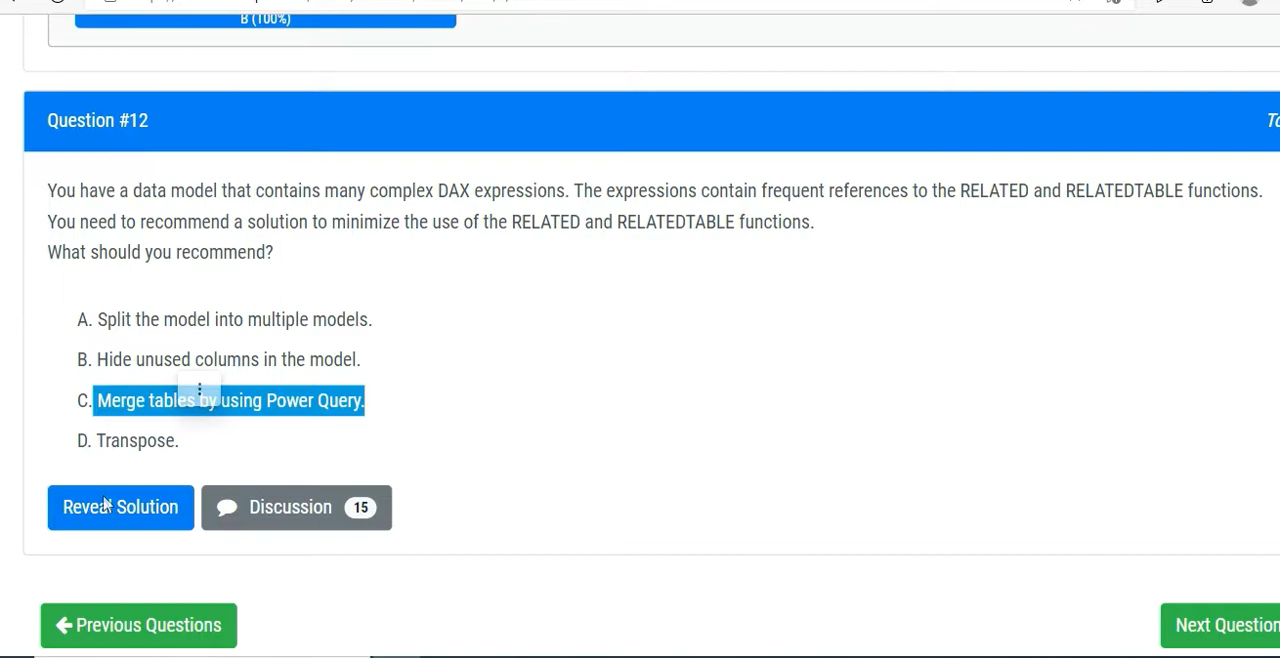 B (100%)
Question #12
You have a data model that contains many complex DAX expressions. The expressions contain frequent references to the RELATED and RELATEDTABLE functions.
You need to recommend a solution to minimize the use of the RELATED and RELATEDTABLE functions.
What should you recommend?
A. Split the model into multiple models.
B. Hide unused columns in the model.
C. Merge tables by using Power Query.
D. Transpose.
Reveal Solution
Discussion 15
Previous Questions
Next Question